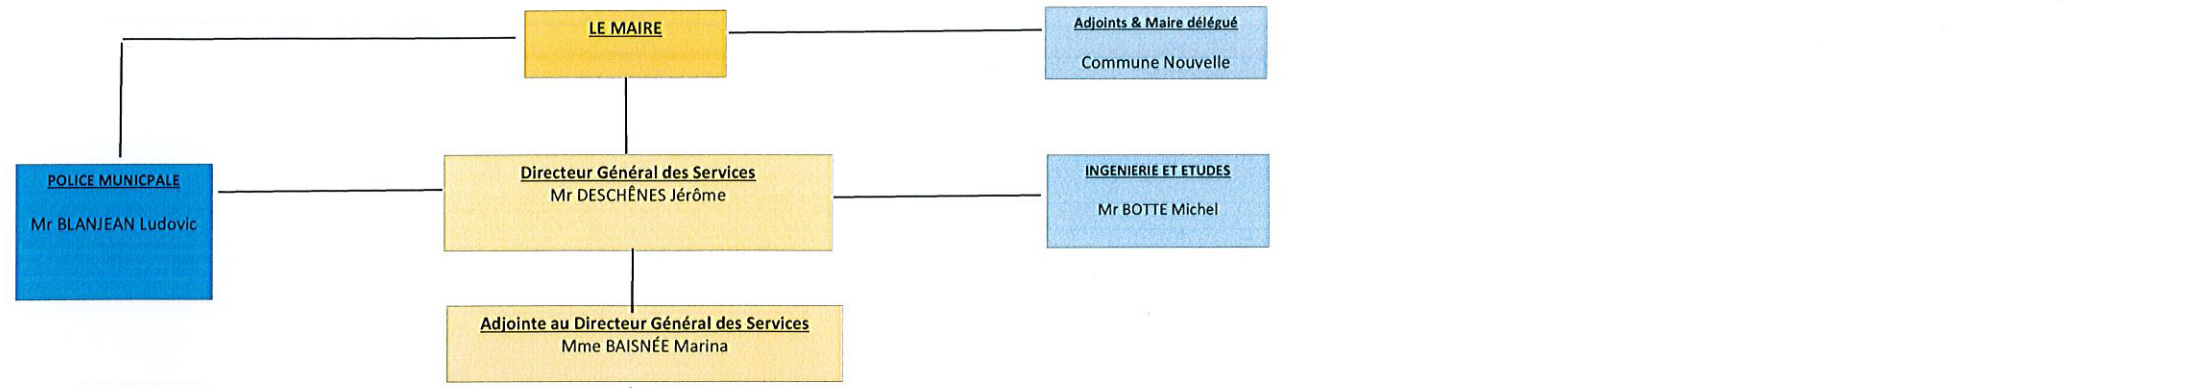 LE MAIRE
Adjoints & Maire délégué
Commune Nouvelle
POLICE MUNICPALE
Mr BLANJEAN Ludovic
Directeur Général des Services
Mr DESCHÊNES Jérôme
INGENIERIE ET ETUDES
Mr BOTTE Michel
Adjointe au Directeur Général des Services
Mme BAISNÉE Marina